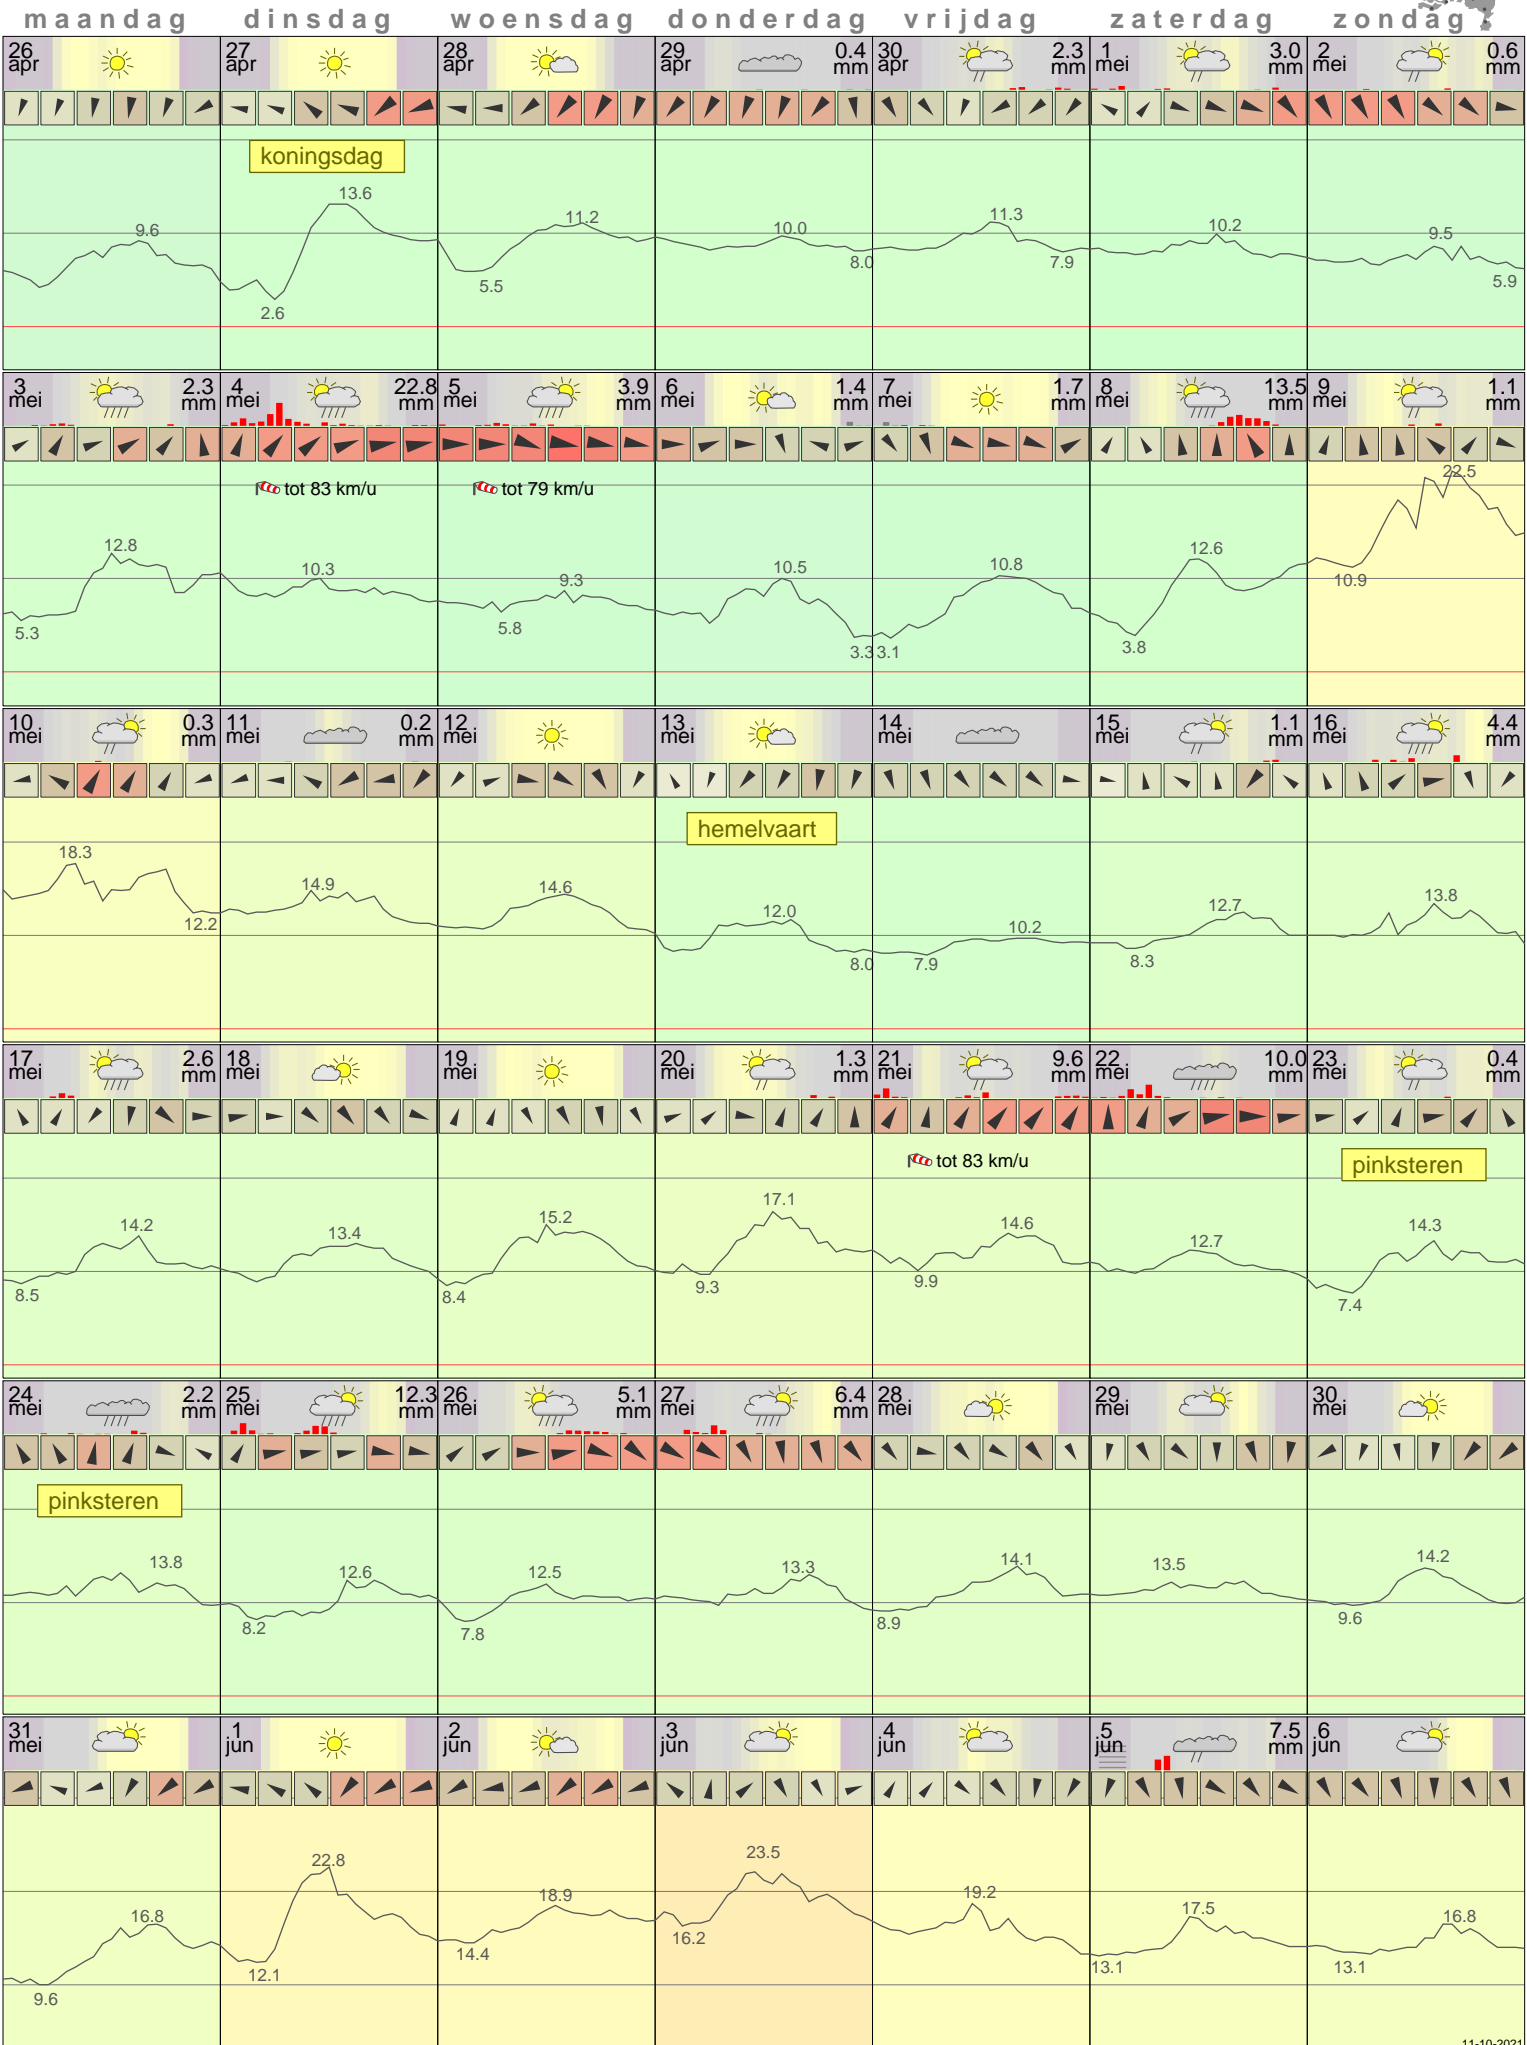 maandag dinsdag woensdag donderdag vrijdag zaterdag zondag
26 apr
27 apr
28 apr
29 apr 0.4 mm
30 apr 2.3 mm
1 mei 3.0 mm
2 mei 0.6 mm
koningsdag
9.6
2.6 13.6
5.5 11.2
10.0 8.0
11.3 7.9
10.2
9.5 5.9
3 mei 2.3 mm
4 mei 22.8 mm
5 mei 3.9 mm
6 mei 1.4 mm
7 mei 1.7 mm
8 mei 13.5 mm
9 mei 1.1 mm
tot 83 km/u
tot 79 km/u
5.3 12.8
10.3
5.8 9.3
10.5 3.3
3.1 10.8
3.8 12.6
10.9 22.5
10 mei 0.3 mm
11 mei 0.2 mm
12 mei
13 mei
14 mei
15 mei 1.1 mm
16 mei 4.4 mm
hemelvaart
18.3 12.2
14.9
14.6
12.0 8.0
7.9 10.2
8.3 12.7
13.8
17 mei 2.6 mm
18 mei
19 mei
20 mei 1.3 mm
21 mei 9.6 mm
22 mei 10.0 mm
23 mei 0.4 mm
tot 83 km/u
pinksteren
8.5 14.2
13.4
8.4 15.2
9.3 17.1
9.9 14.6
12.7
7.4 14.3
24 mei 2.2 mm
25 mei 12.3 mm
26 mei 5.1 mm
27 mei 6.4 mm
28 mei
29 mei
30 mei
pinksteren
13.8
8.2 12.6
7.8 12.5
13.3
8.9 14.1
13.5
9.6 14.2
31 mei
1 jun
2 jun
3 jun
4 jun
5 jun 7.5 mm
6 jun
9.6 16.8
12.1 22.8
14.4 18.9
16.2 23.5
19.2
13.1 17.5
13.1 16.8
11-10-2021